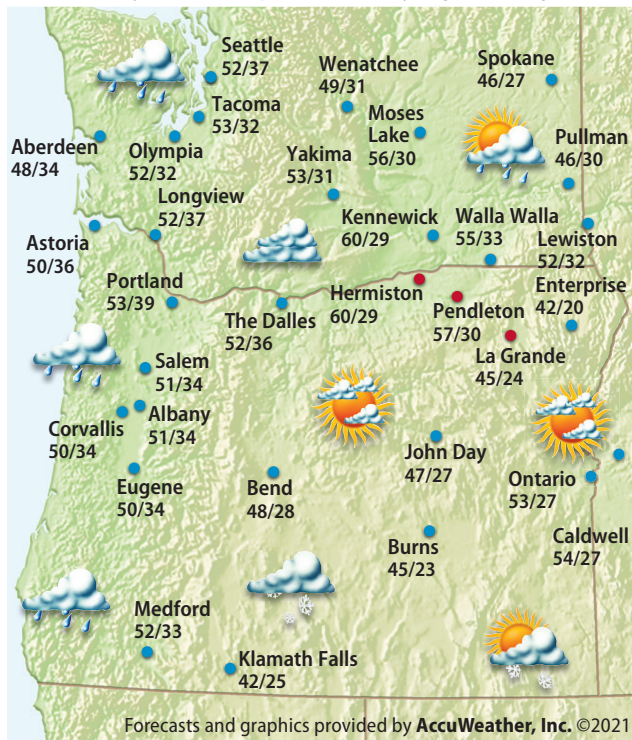 Seattle
52/37
Tacoma
53/32
Aberdeen
48/34
Olympia
52/32
Longview
52/37
Wenatchee
49/31
Moses
Lake
56/30
Spokane
46/27
Pullman
46/30
Yakima
53/31
Kennewick
60/29
Walla Walla
55/33
Lewiston
52/32
Astoria
50/36
Portland
53/39
The Dalles
52/36
Hermiston
60/29
Pendleton
57/30
Enterprise
42/20
La Grande
45/24
Salem
51/34
Albany
51/34
Corvallis
50/34
Eugene
50/34
Bend
48/28
John Day
47/27
Ontario
53/27
Caldwell
54/27
Burns
45/23
Medford
52/33
Klamath Falls
42/25
Forecasts and graphics provided by AccuWeather, Inc. ©2021